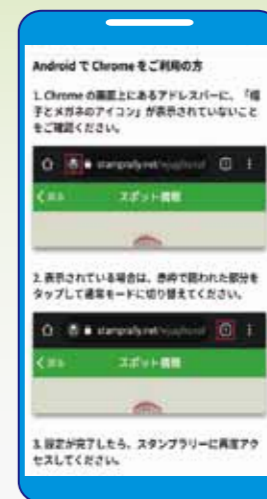 Android で Chrome をご利用の方
1. Chrome の画面上にあるアドレスバーに、「帽
子とメガネのアイコン」が表示されていないこと
をご確認ください。
stamprally.net/
戻る スポット情報
2. 表示されている場合は、赤枠で囲われた部分を
タップして通常モードに切り替えてください。
stamprally.net/
戻る スポット情報
3. 設定が完了したら、スタンプラリーに再度アク
セスしてください。